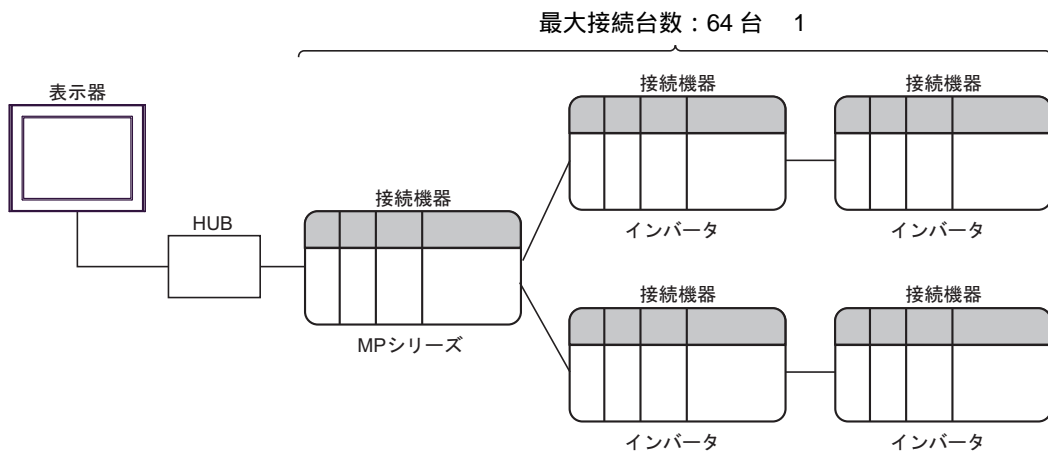 最大接続台数：64 台　1
表示器
HUB
接続機器
MPシリーズ
接続機器
インバータ
接続機器
インバータ
接続機器
インバータ
接続機器
インバータ